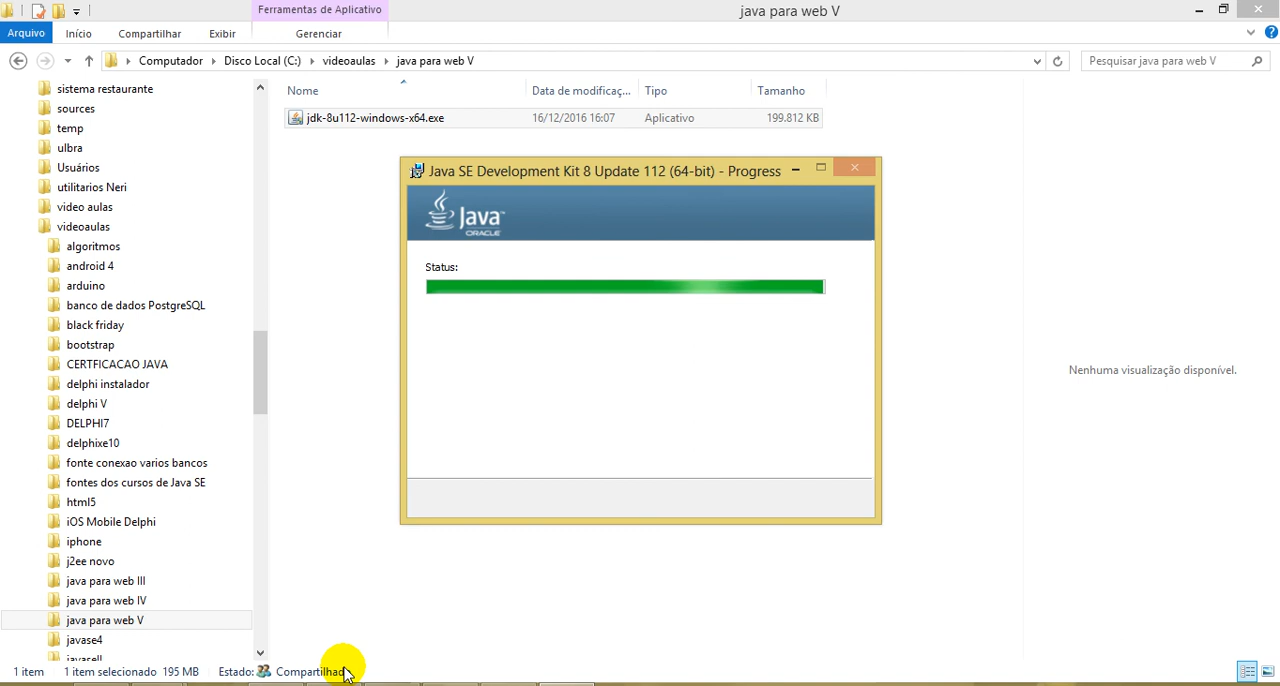 Ferramentas de Aplicativo
java para web V
Arquivo Início Compartilhar Exibir Gerenciar
Computador Disco Local (C:) videoaulas java para web V
Pesquisar java para web V
Nome Data de modificaç... Tipo Tamanho
jdk-8u112-windows-x64.exe 16/12/2016 16:07 Aplicativo 199.812 KB
sistema restaurante
sources
temp
ulbra
Usuários
utilitarios Neri
video aulas
videoaulas
algoritmos
android 4
arduino
banco de dados PostgreSQL
black friday
bootstrap
CERTFICACAO JAVA
delphi instalador
delphi V
DELPHI7
delphixe10
fonte conexao varios bancos
fontes dos cursos de Java SE
html5
iOS Mobile Delphi
iphone
j2ee novo
java para web III
java para web IV
java para web V
javase4
javaseII
Java SE Development Kit 8 Update 112 (64-bit) - Progress
Java
ORACLE
Status:
Nenhuma visualização disponível.
1 item 1 item selecionado 195 MB Estado: Compartilhado